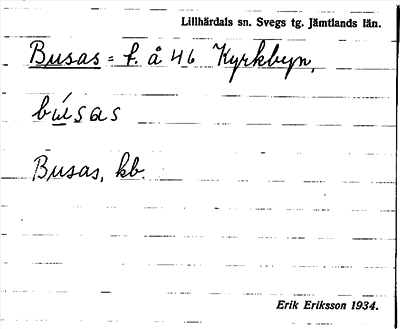 Lillhärdals sn. Svegs tg. Jämtlands län.
Busas = f. å 46 Kyrkbyn.
búsas
Busas, kb.
Erik Eriksson 1934.